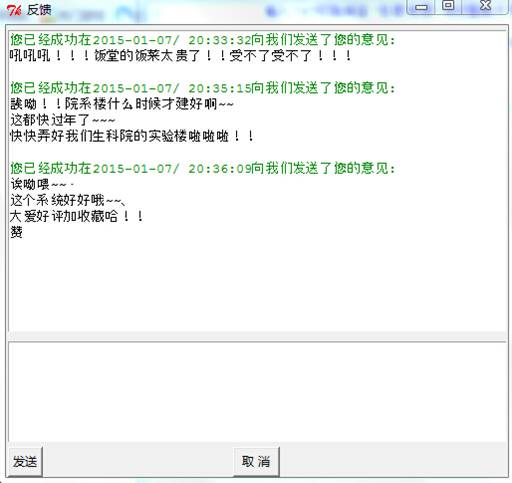 反馈
您已经成功在2015-01-07/ 20:33:32向我们发送了您的意见:
吼吼吼!!!饭堂的饭菜太贵了!!受不了受不了!!!
您已经成功在2015-01-07/ 20:35:15向我们发送了您的意见:
诶呦!!院系楼什么时候才建好啊~~
这都快过年了~~~
快快弄好我们生科院的实验楼啦啦啦!!
您已经成功在2015-01-07/ 20:36:09向我们发送了您的意见:
诶呦喂~~·
这个系统好好哦~~、
大爱好评加收藏哈!!
赞
发送
取 消